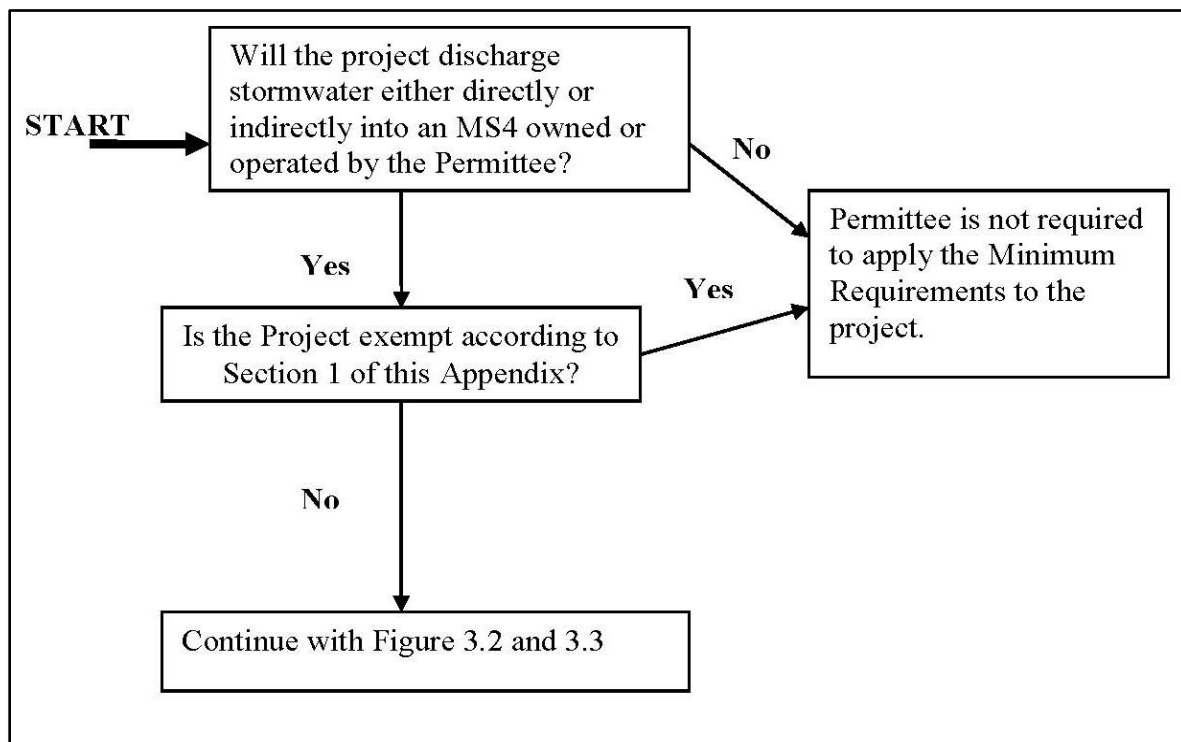 Will the project discharge
stormwater either directly or
indirectly into an MS4 owned or
operated by the Permittee?
START
No
Permittee is not required
to apply the Minimum
Requirements to the
project.
Yes
Yes
Is the Project exempt according to
Section 1 of this Appendix?
No
Continue with Figure 3.2 and 3.3